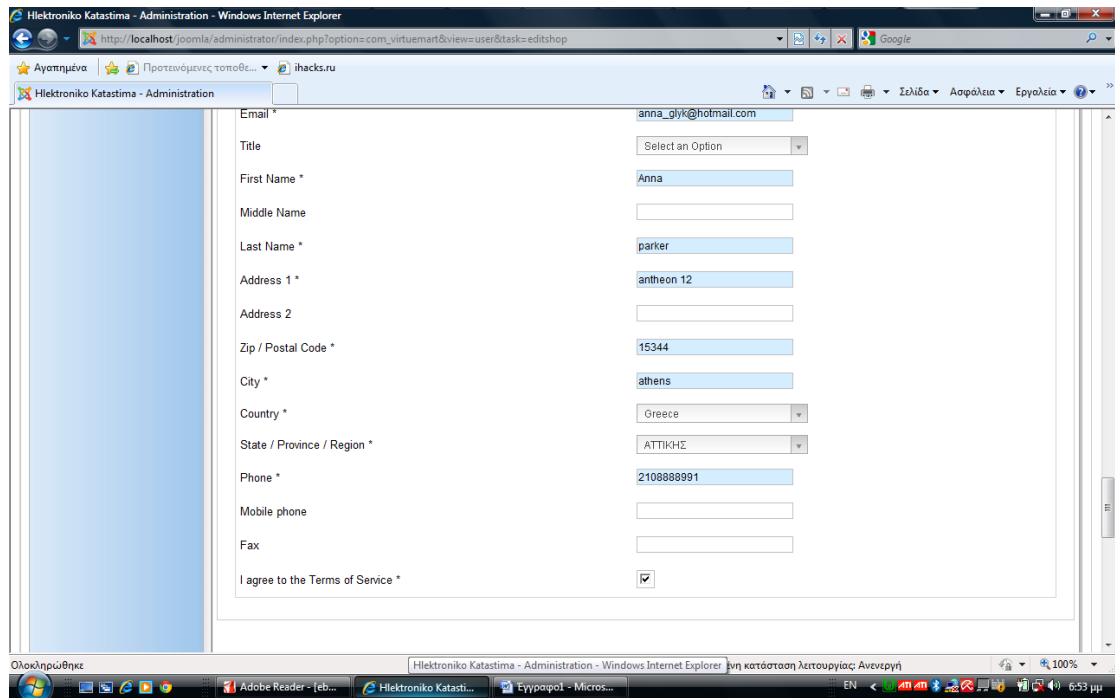 Hlektroniko Katastima - Administration - Windows Internet Explorer
http://localhost/joomla/administrator/index.php?option=com_virtuemart&view=user&task=editshop
Google
Αγαπημένα Προτεινόμενες τοποθε... ihacks.ru
Hlektroniko Katastima - Administration
Σελίδα Ασφάλεια Εργαλεία
Email * anna_glyk@hotmail.com
Title Select an Option
First Name * Anna
Middle Name
Last Name * parker
Address 1 * antheon 12
Address 2
Zip / Postal Code * 15344
City * athens
Country * Greece
State / Province / Region * ΑΤΤΙΚΗΣ
Phone * 2108888991
Mobile phone
Fax
I agree to the Terms of Service *
Ολοκληρώθηκε Hlektroniko Katastima - Administration - Windows Internet Explorer ένη κατάσταση λειτουργίας: Ανενεργή 100%
Adobe Reader - [eb... Hlektroniko Katasti... Έγγραφο1 - Micros... EN 6:53 μμ